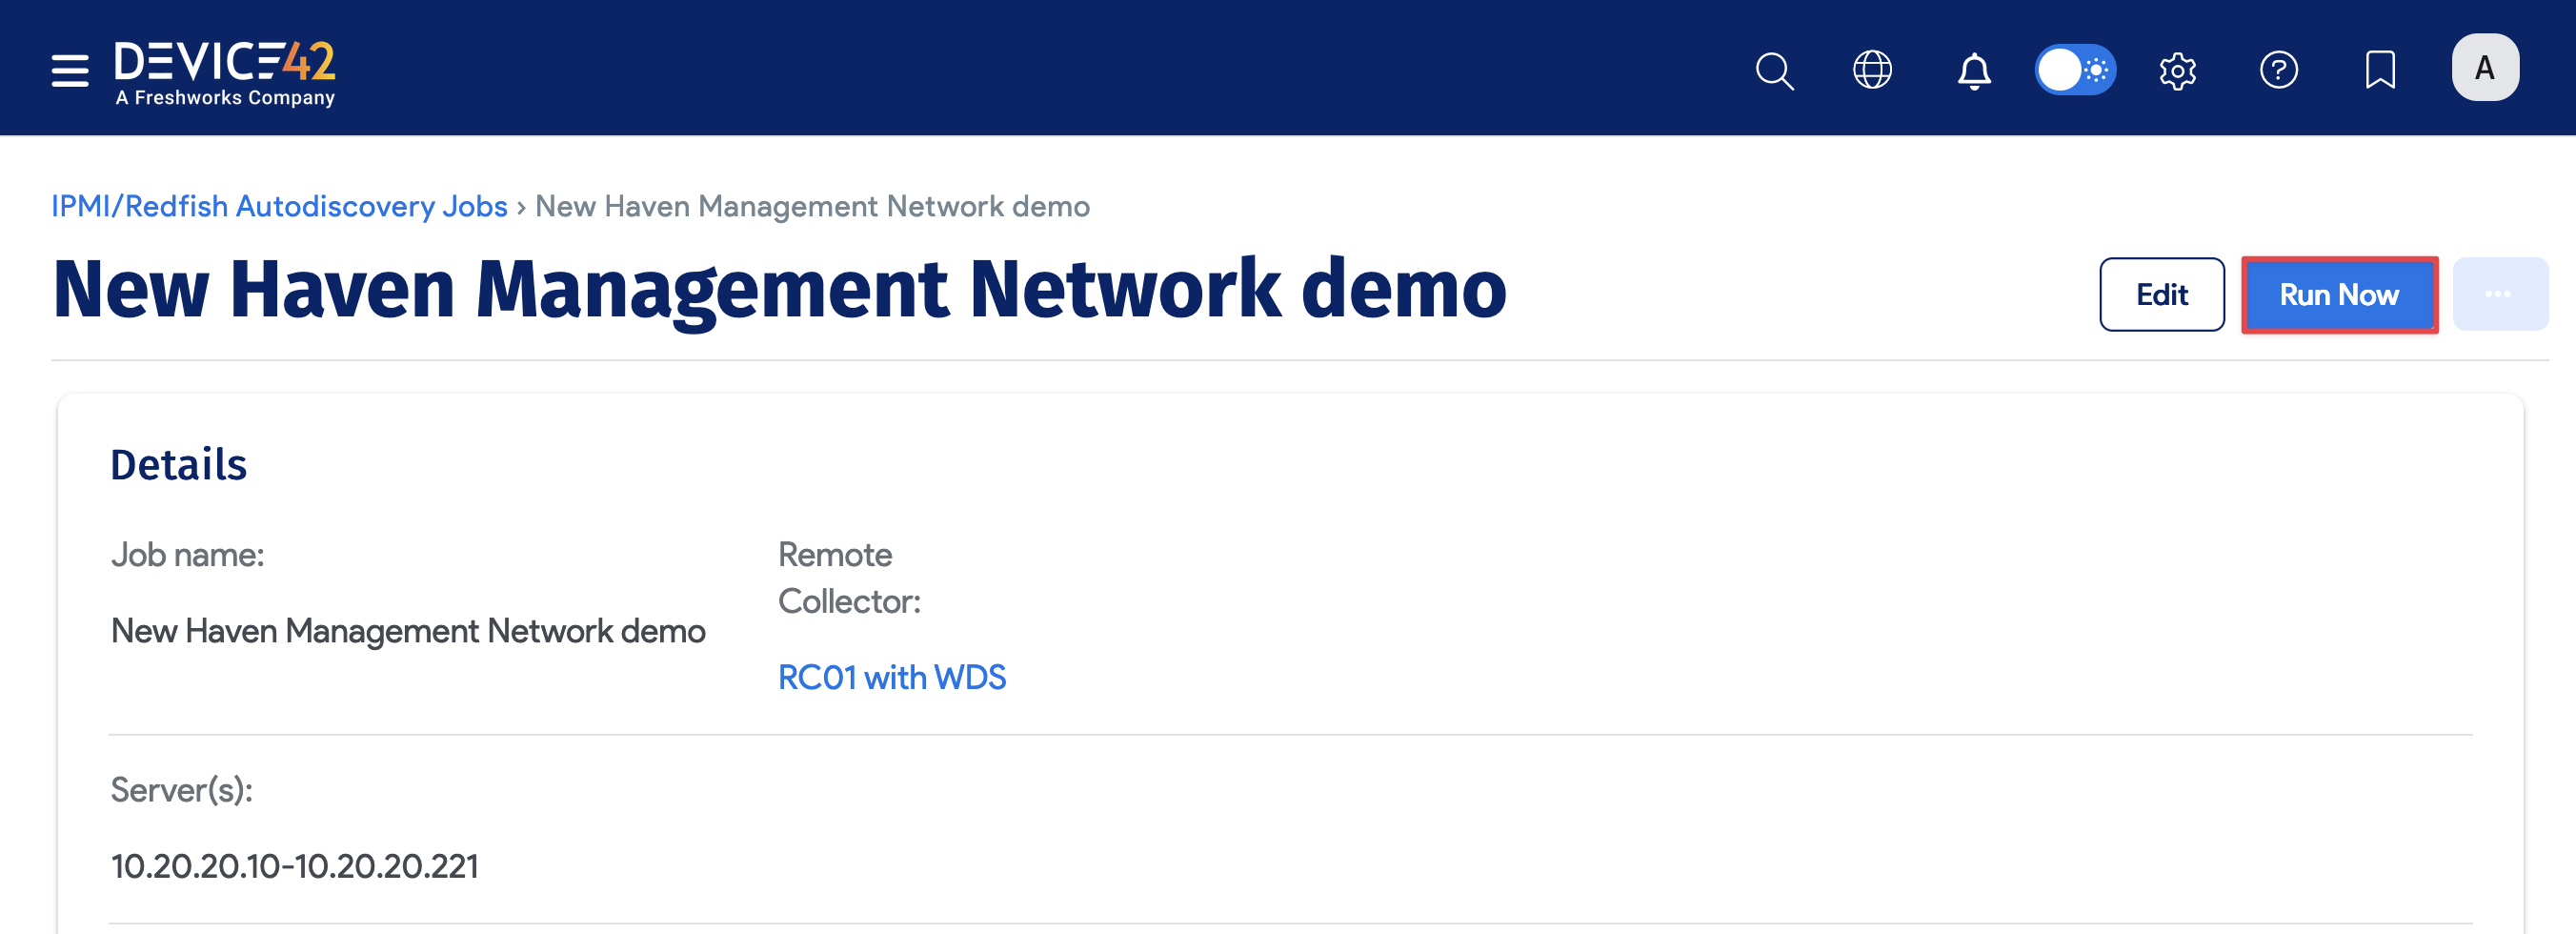 DEVICE42
A Freshworks Company
A
IPMI/Redfish Autodiscovery Jobs › New Haven Management Network demo
New Haven Management Network demo
Edit
Run Now
Details
Job name:
New Haven Management Network demo
Remote
Collector:
RC01 with WDS
Server(s):
10.20.20.10-10.20.20.221